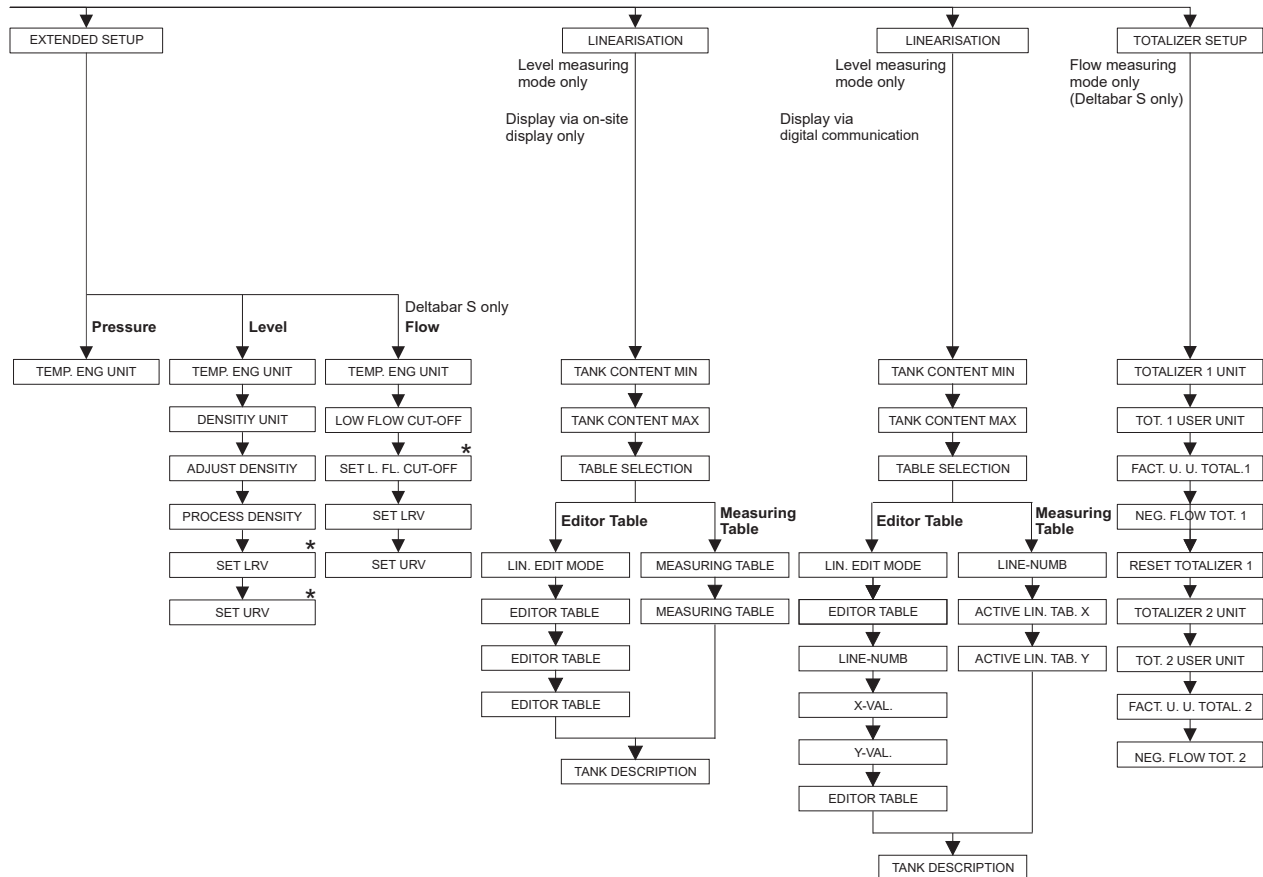 EXTENDED SETUP
LINEARISATION
LINEARISATION
TOTALIZER SETUP
Level measuring
mode only
Display via on-site
display only
Level measuring
mode only
Display via
digital communication
Flow measuring
mode only
(Deltabar S only)
Pressure
Level
Deltabar S only
Flow
TEMP. ENG UNIT
TEMP. ENG UNIT
DENSITIY UNIT
ADJUST DENSITIY
PROCESS DENSITY
*
SET LRV
*
SET URV
TEMP. ENG UNIT
LOW FLOW CUT-OFF
*
SET L. FL. CUT-OFF
SET LRV
SET URV
TANK CONTENT MIN
TANK CONTENT MAX
TABLE SELECTION
Editor Table
Measuring
Table
LIN. EDIT MODE
EDITOR TABLE
EDITOR TABLE
EDITOR TABLE
MEASURING TABLE
MEASURING TABLE
TANK DESCRIPTION
TANK CONTENT MIN
TANK CONTENT MAX
TABLE SELECTION
Editor Table
Measuring
Table
LIN. EDIT MODE
EDITOR TABLE
LINE-NUMB
X-VAL.
Y-VAL.
EDITOR TABLE
LINE-NUMB
ACTIVE LIN. TAB. X
ACTIVE LIN. TAB. Y
TANK DESCRIPTION
TOTALIZER 1 UNIT
TOT. 1 USER UNIT
FACT. U. U. TOTAL.1
NEG. FLOW TOT. 1
RESET TOTALIZER 1
TOTALIZER 2 UNIT
TOT. 2 USER UNIT
FACT. U. U. TOTAL. 2
NEG. FLOW TOT. 2